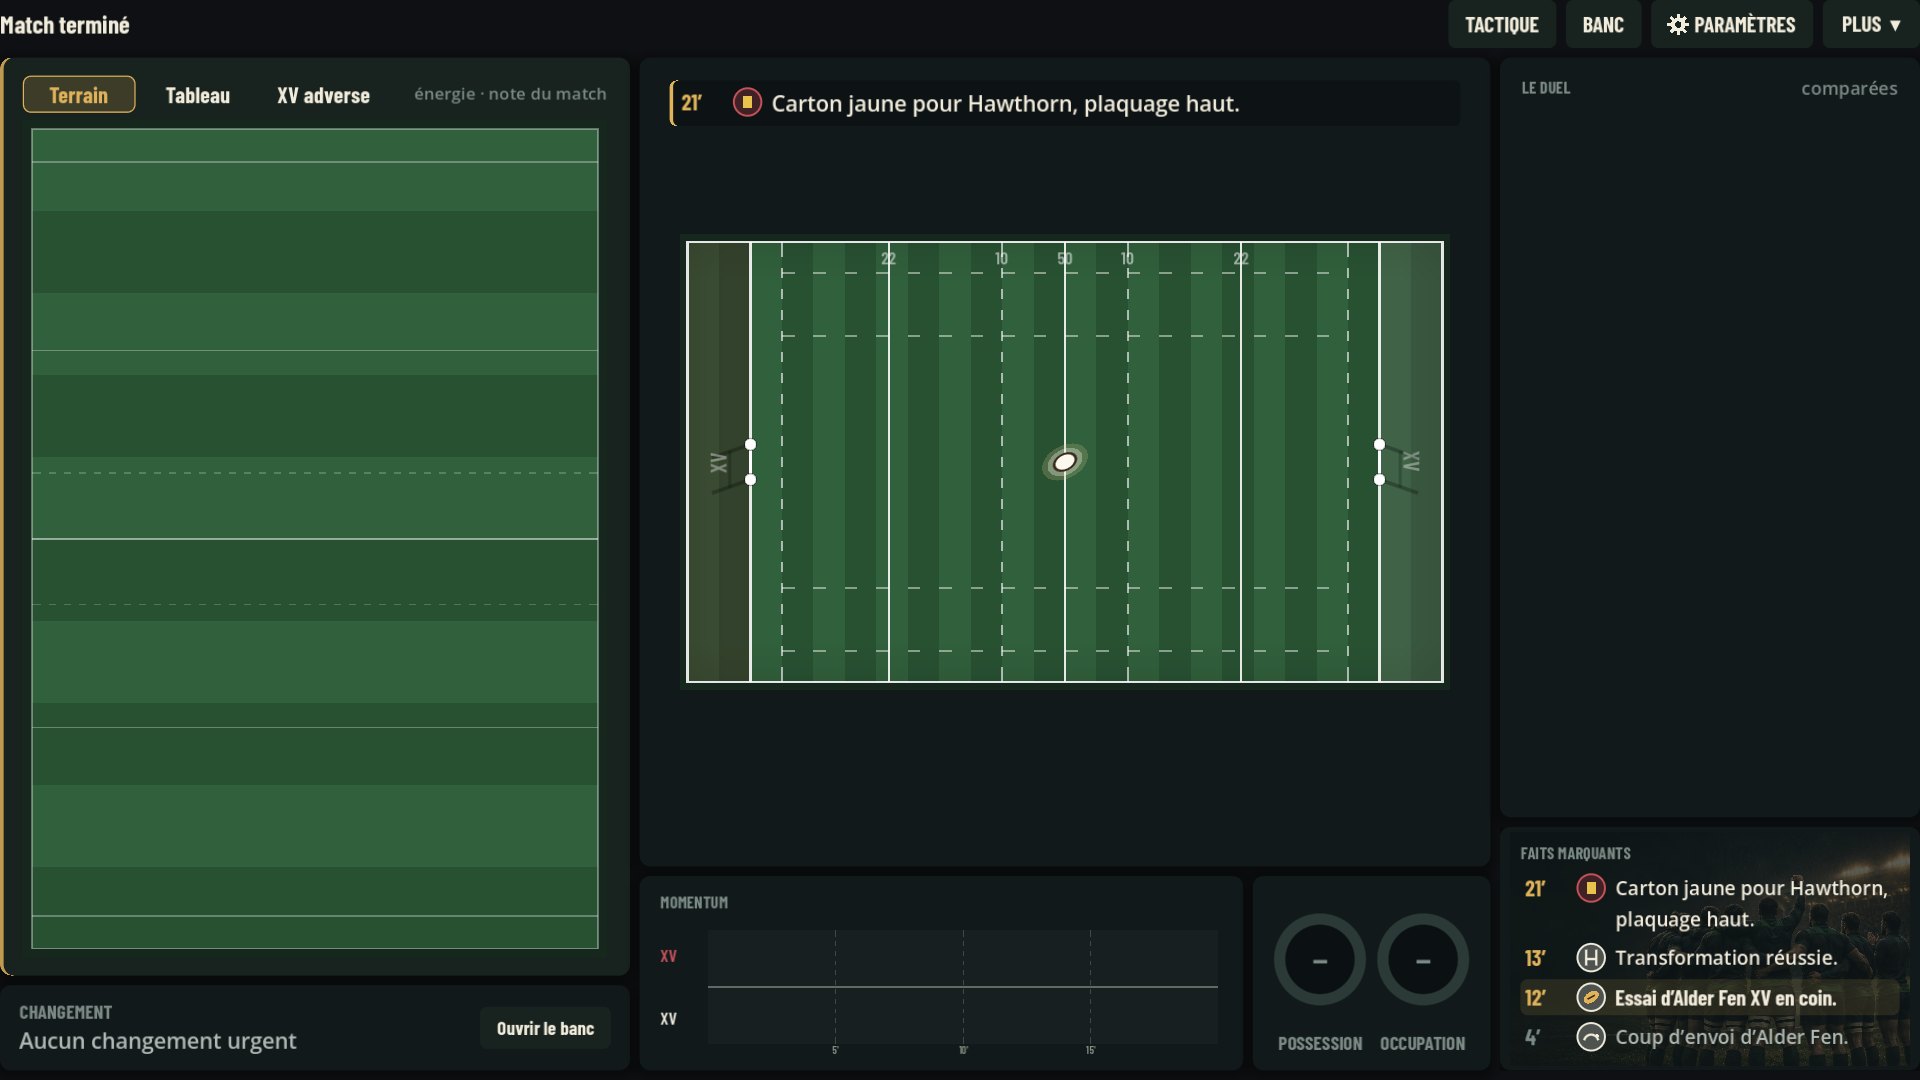 Match terminé
TACTIQUE
BANC
PARAMÈTRES
PLUS ▼
Terrain
Tableau
XV adverse
énergie · note du match
21’
Carton jaune pour Hawthorn, plaquage haut.
LE DUEL
comparées
22
10
50
10
22
XV
XV
MOMENTUM
XV
XV
5'
10'
15'
–
–
POSSESSION
OCCUPATION
CHANGEMENT
Aucun changement urgent
Ouvrir le banc
FAITS MARQUANTS
21’
Carton jaune pour Hawthorn,
plaquage haut.
13’
Transformation réussie.
12’
Essai d’Alder Fen XV en coin.
4’
Coup d’envoi d’Alder Fen.